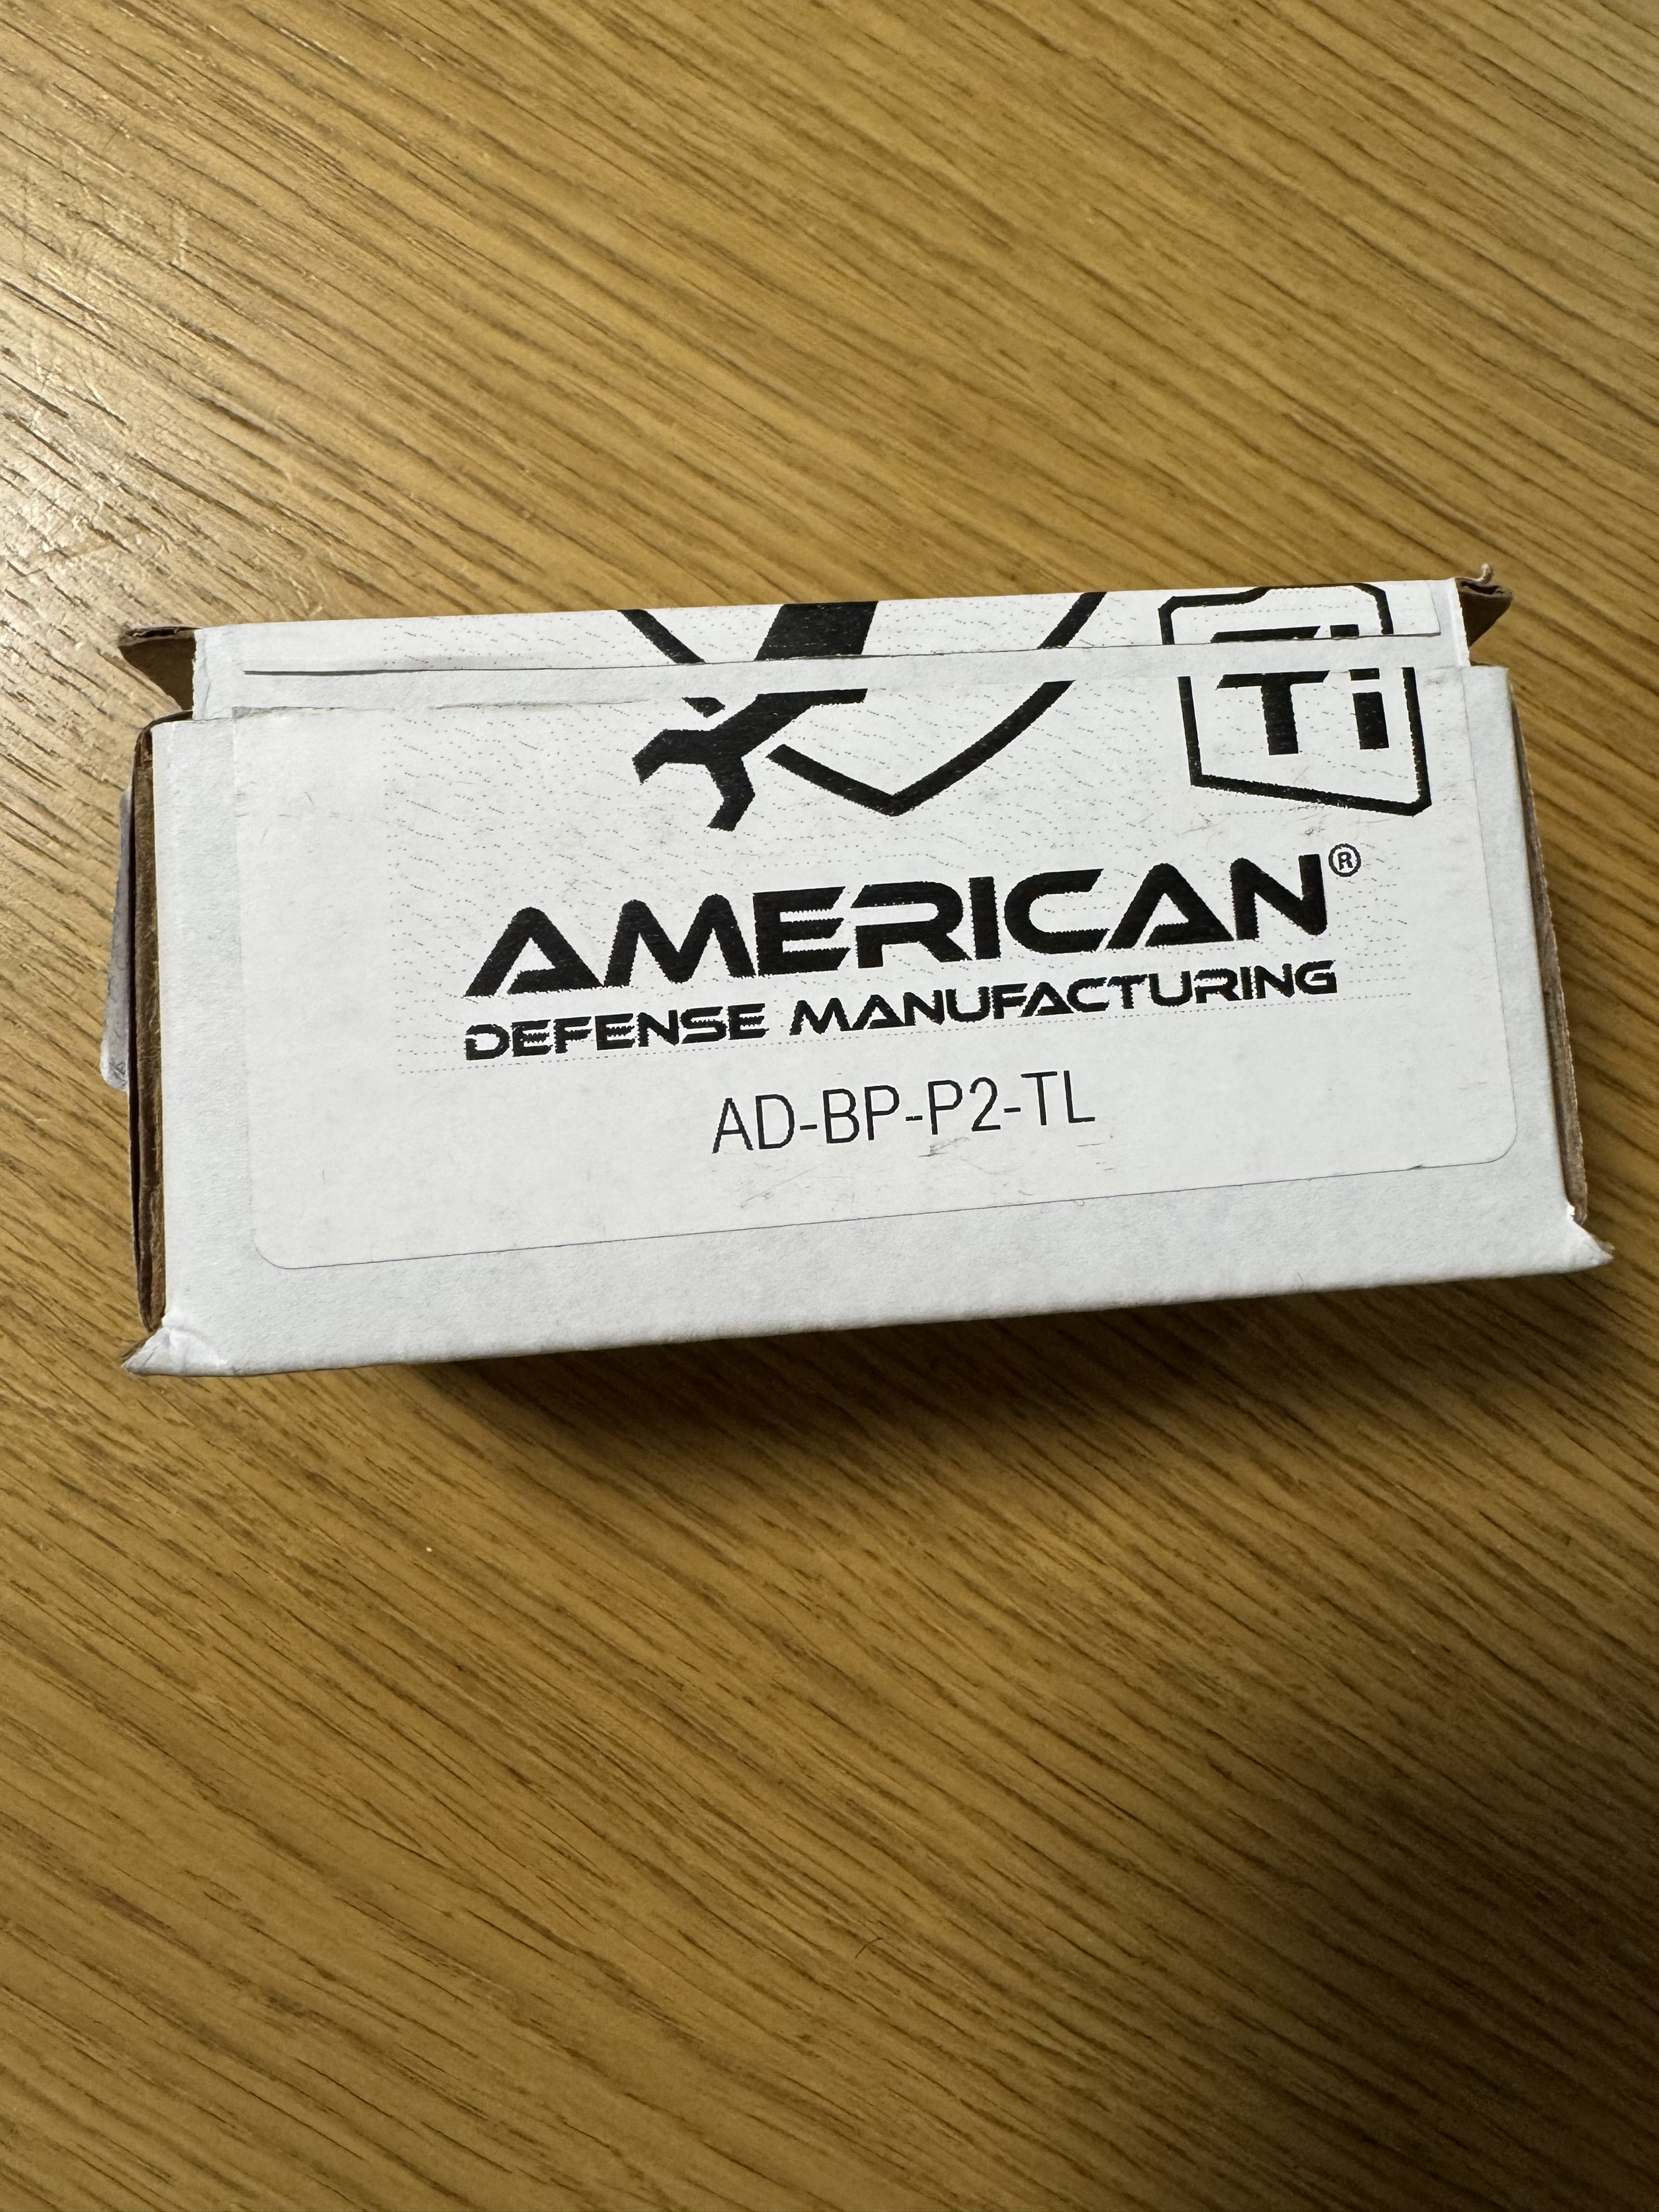 Ti
AMERICAN®
DEFENSE MANUFACTURING
AD-BP-P2-TL